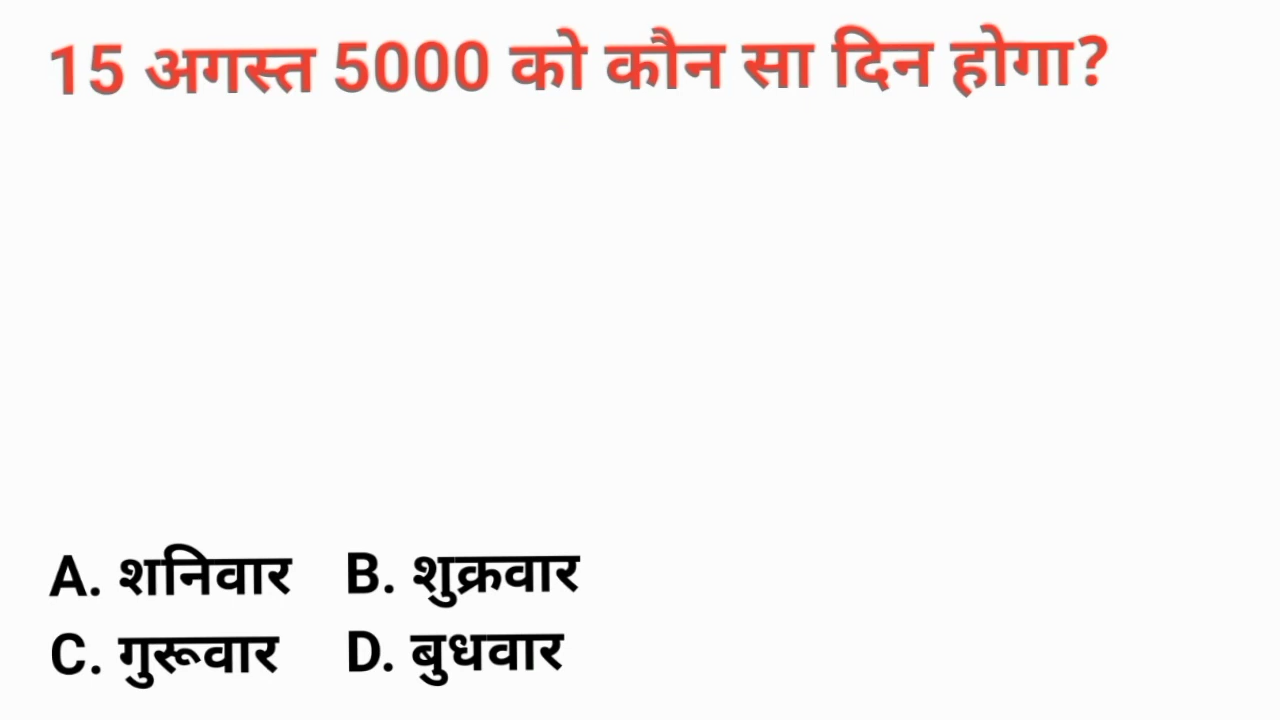 15 अगस्त 5000 को कौन सा दिन होगा?
A. शनिवार B. शुक्रवार
C. गुरूवार D. बुधवार